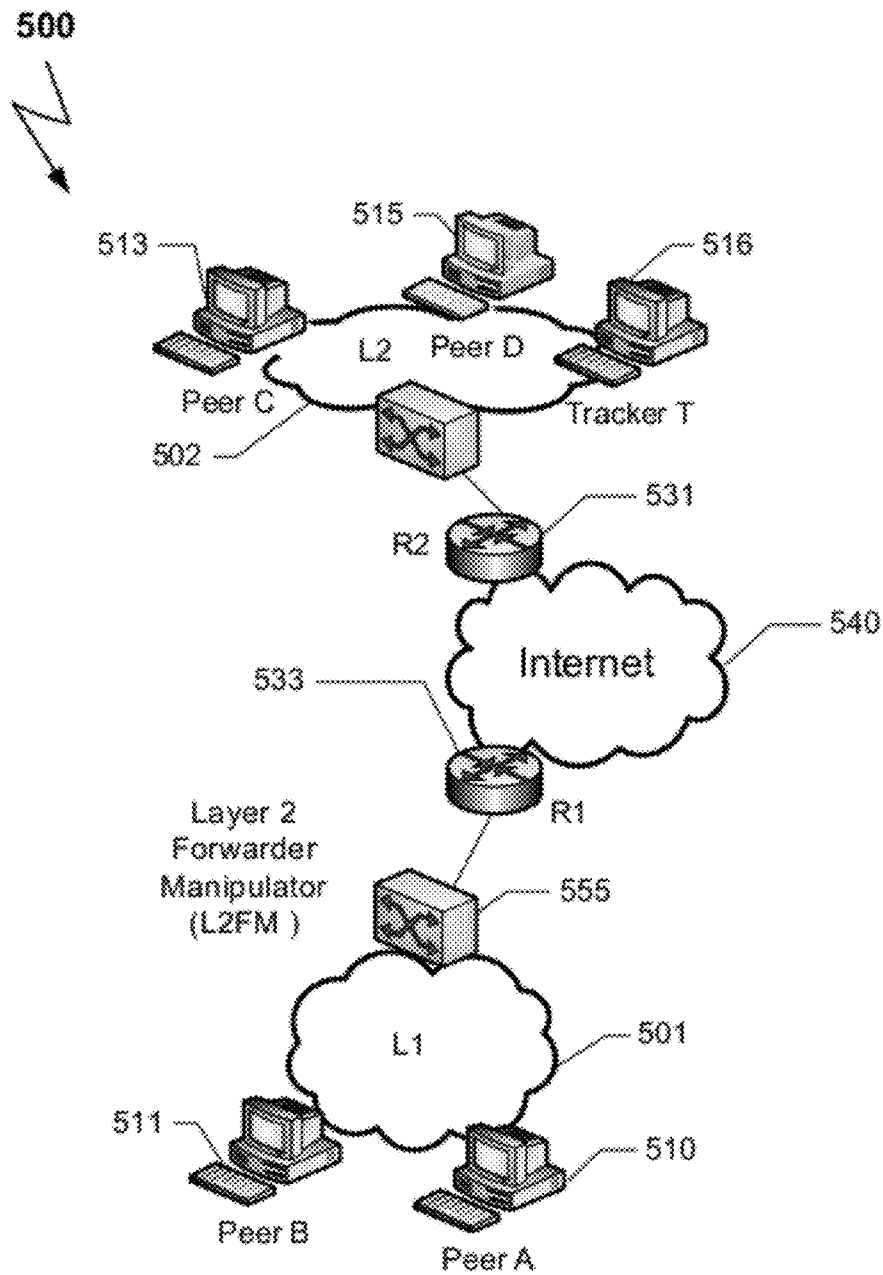 500
515
513
516
L2
Peer D
Peer C
Tracker T
502
531
R2
540
Internet
533
R1
Layer 2
Forwarder
Manipulator
(L2FM )
555
L1
501
511
510
Peer B
Peer A